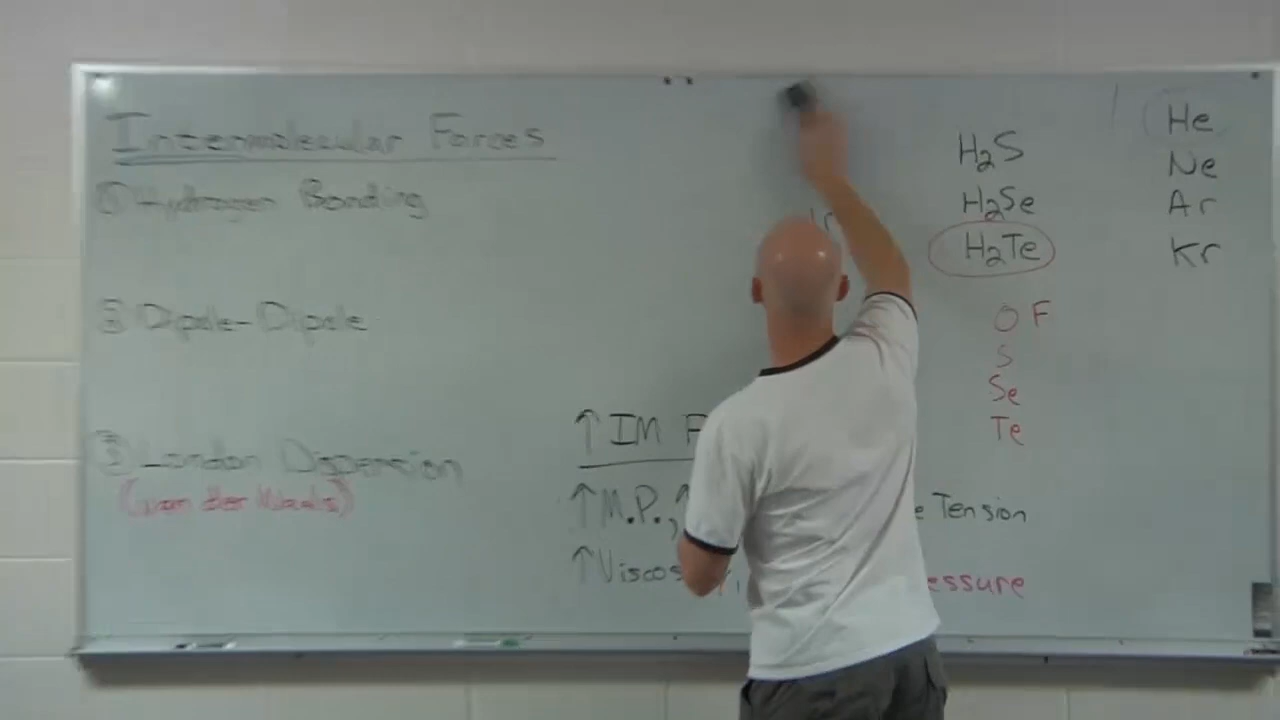 Intermolecular Forces
① Hydrogen Bonding
② Dipole-Dipole
③ London Dispersion
(van der Waals)
↑ IM F
↑ M.P., ↑ e Tension
↑ Viscos essure
H₂S
H₂Se
H₂Te
O F
S
Se
Te
He
Ne
Ar
Kr